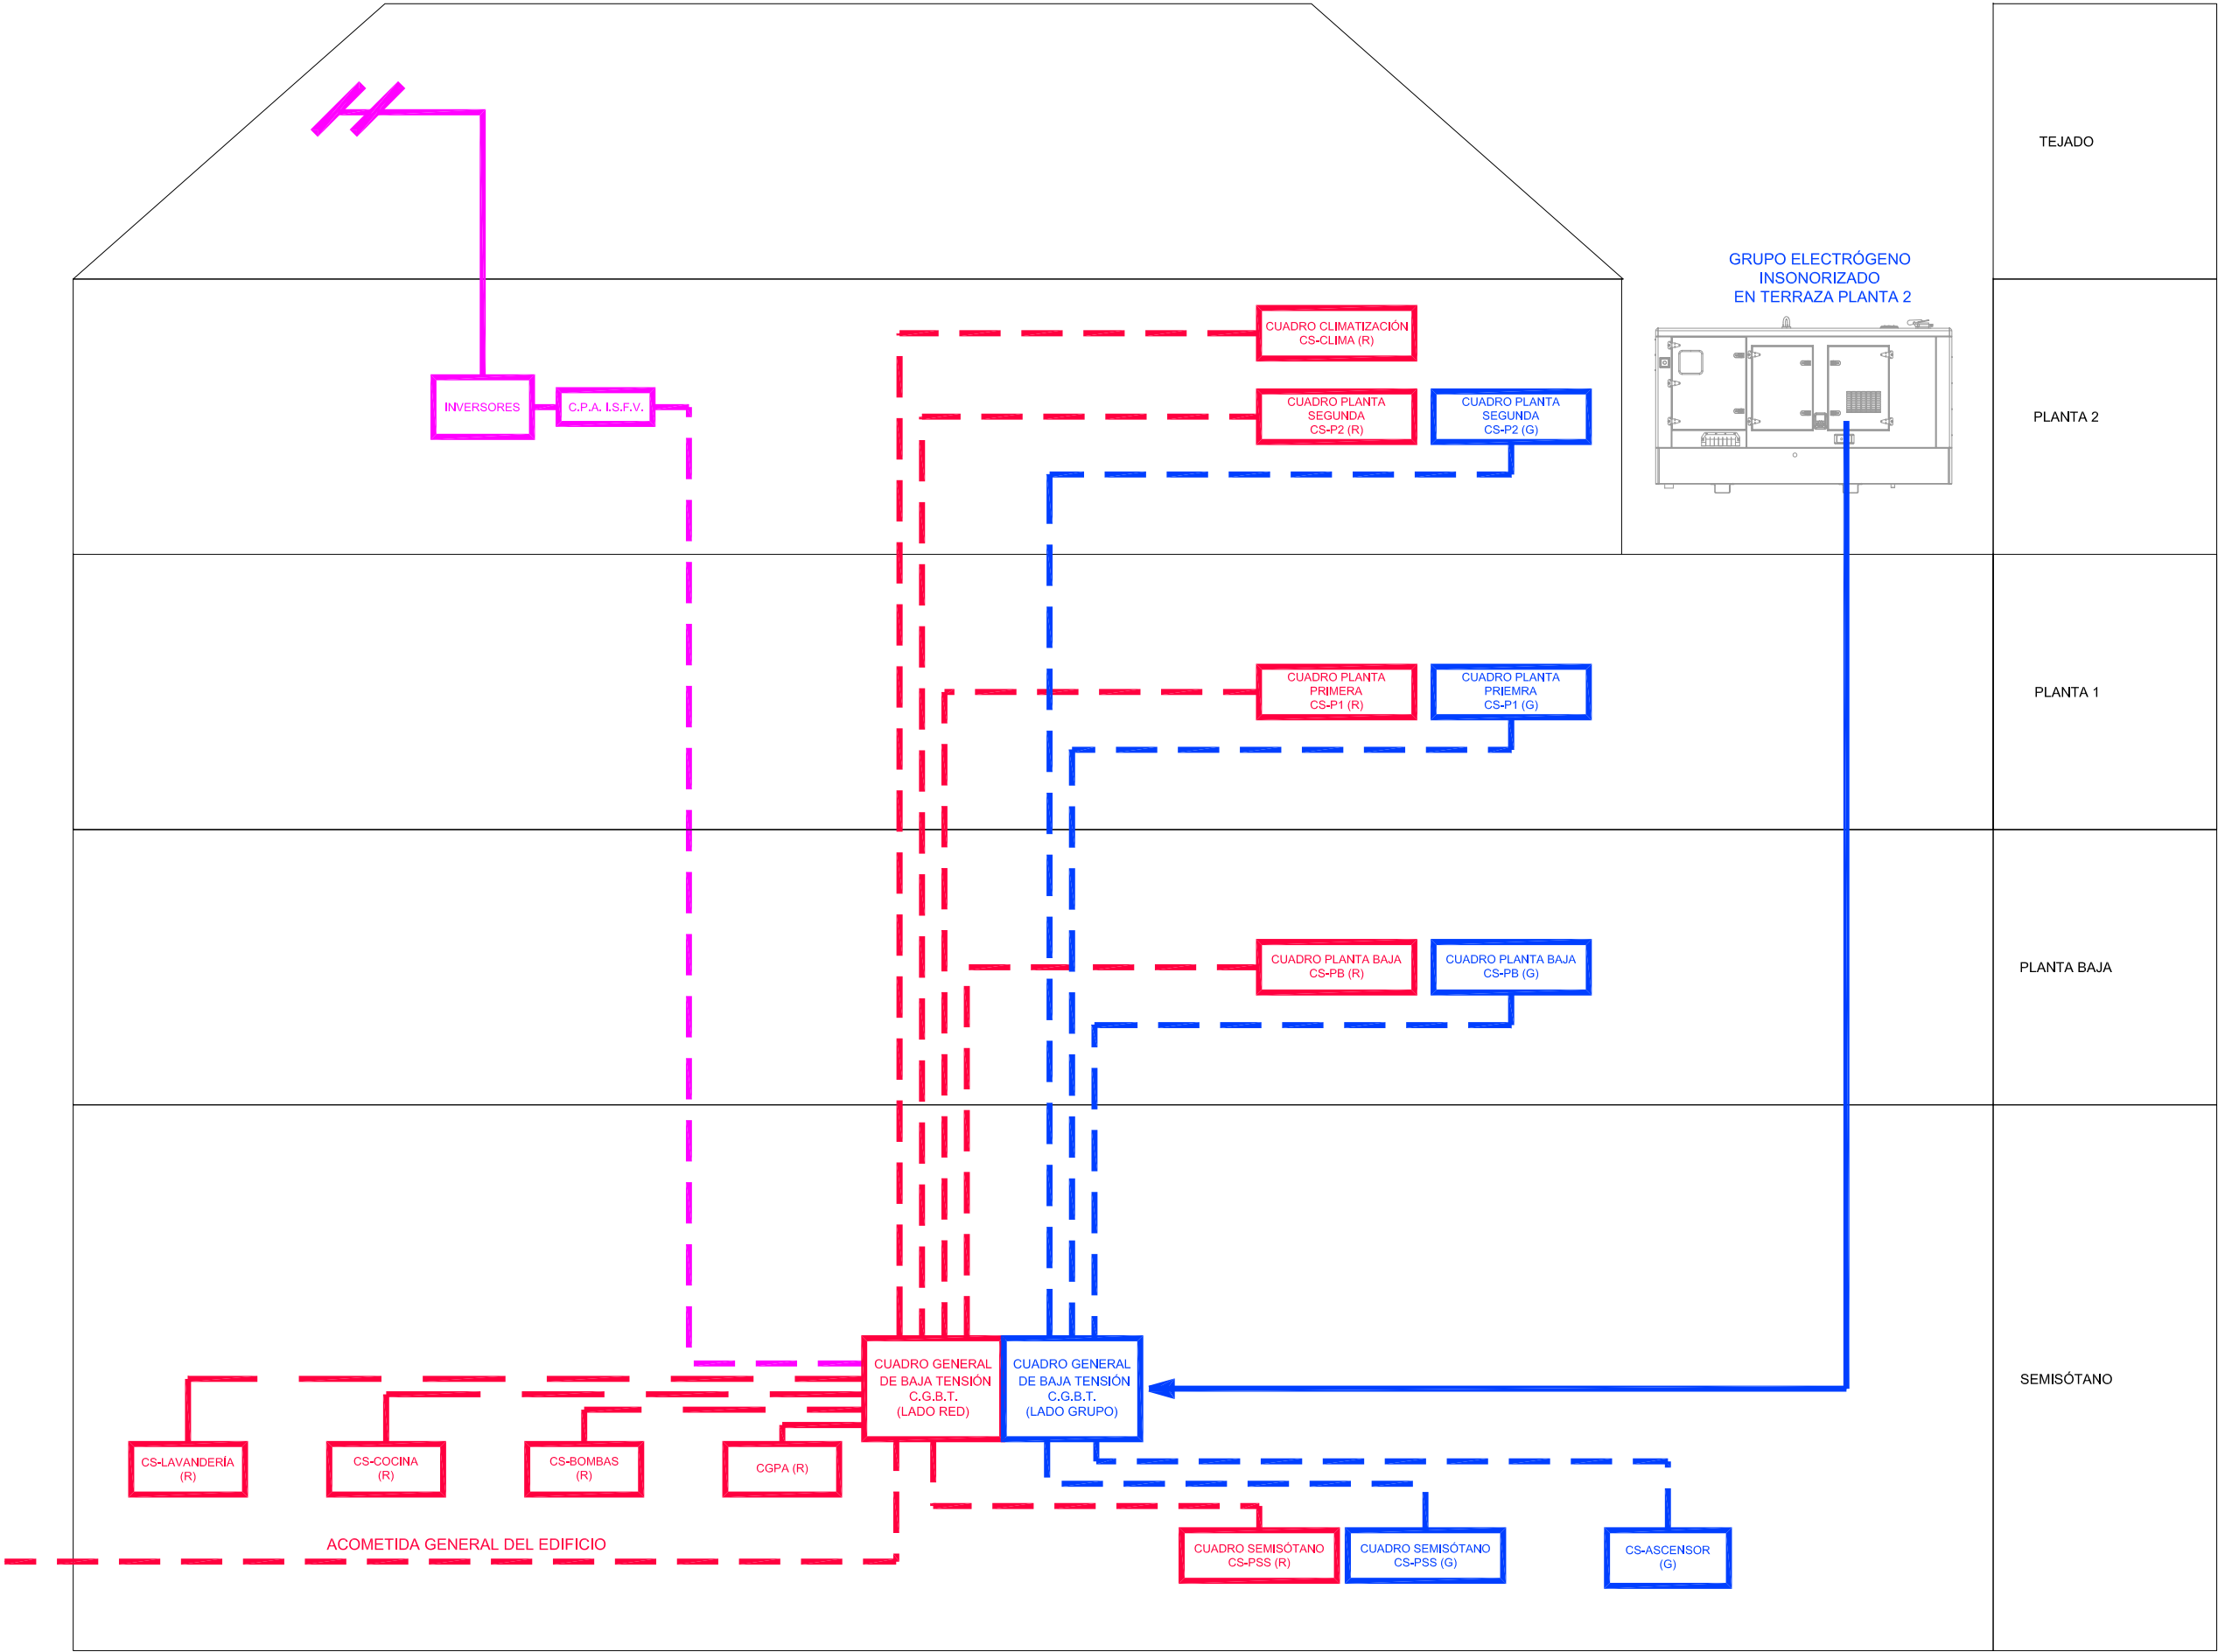 TEJADO
GRUPO ELECTRÓGENO
INSONORIZADO
EN TERRAZA PLANTA 2
CUADRO CLIMATIZACIÓN
CS-CLIMA (R)
INVERSORES
C.P.A. I.S.F.V.
CUADRO PLANTA
SEGUNDA
CS-P2 (R)
CUADRO PLANTA
SEGUNDA
CS-P2 (G)
PLANTA 2
CUADRO PLANTA
PRIMERA
CS-P1 (R)
CUADRO PLANTA
PRIEMRA
CS-P1 (G)
PLANTA 1
CUADRO PLANTA BAJA
CS-PB (R)
CUADRO PLANTA BAJA
CS-PB (G)
PLANTA BAJA
CUADRO GENERAL
DE BAJA TENSIÓN
C.G.B.T.
(LADO RED)
CUADRO GENERAL
DE BAJA TENSIÓN
C.G.B.T.
(LADO GRUPO)
SEMISÓTANO
CS-LAVANDERÍA
(R)
CS-COCINA
(R)
CS-BOMBAS
(R)
CGPA (R)
ACOMETIDA GENERAL DEL EDIFICIO
CUADRO SEMISÓTANO
CS-PSS (R)
CUADRO SEMISÓTANO
CS-PSS (G)
CS-ASCENSOR
(G)